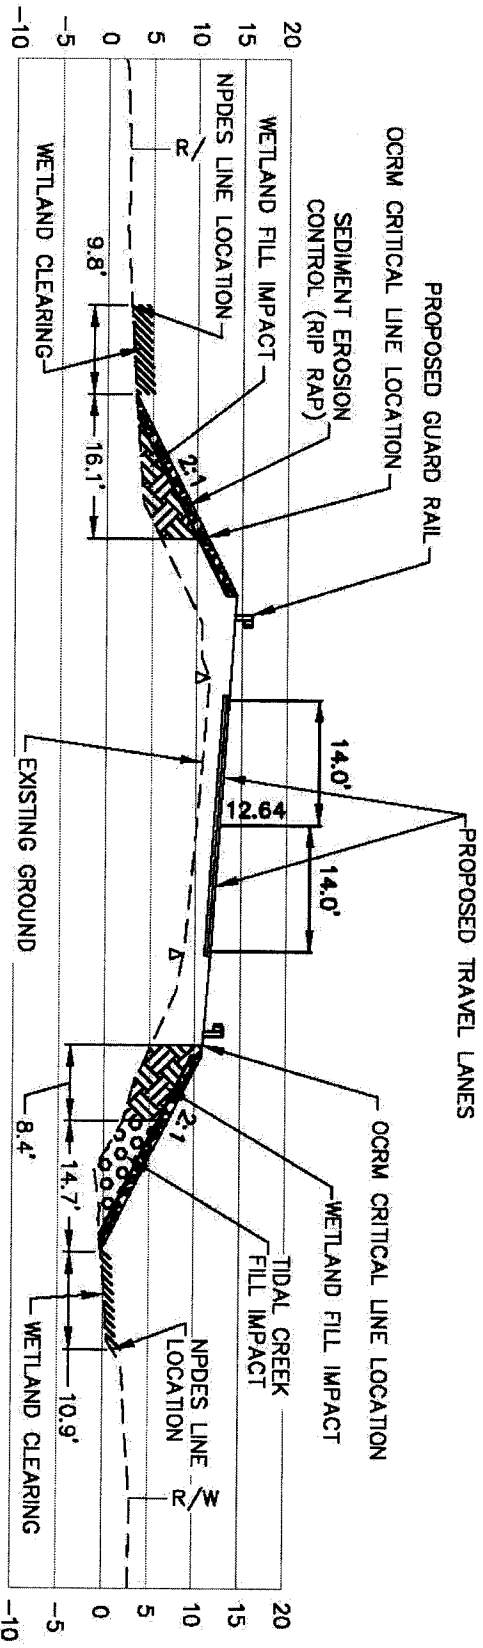 20
15
10
5
0
-5
-10
PROPOSED GUARD RAIL
OCRM CRITICAL LINE LOCATION
SEDIMENT EROSION
CONTROL (RIP RAP)
WETLAND FILL IMPACT
NPDES LINE LOCATION
R/
WETLAND CLEARING
9.8'
16.1'
2:1
PROPOSED TRAVEL LANES
14.0'
14.0'
12.64
EXISTING GROUND
OCRM CRITICAL LINE LOCATION
WETLAND FILL IMPACT
TIDAL CREEK
FILL IMPACT
NPDES LINE
LOCATION
R/W
2:1
8.4'
14.7'
10.9'
WETLAND CLEARING
20
15
10
5
0
-5
-10